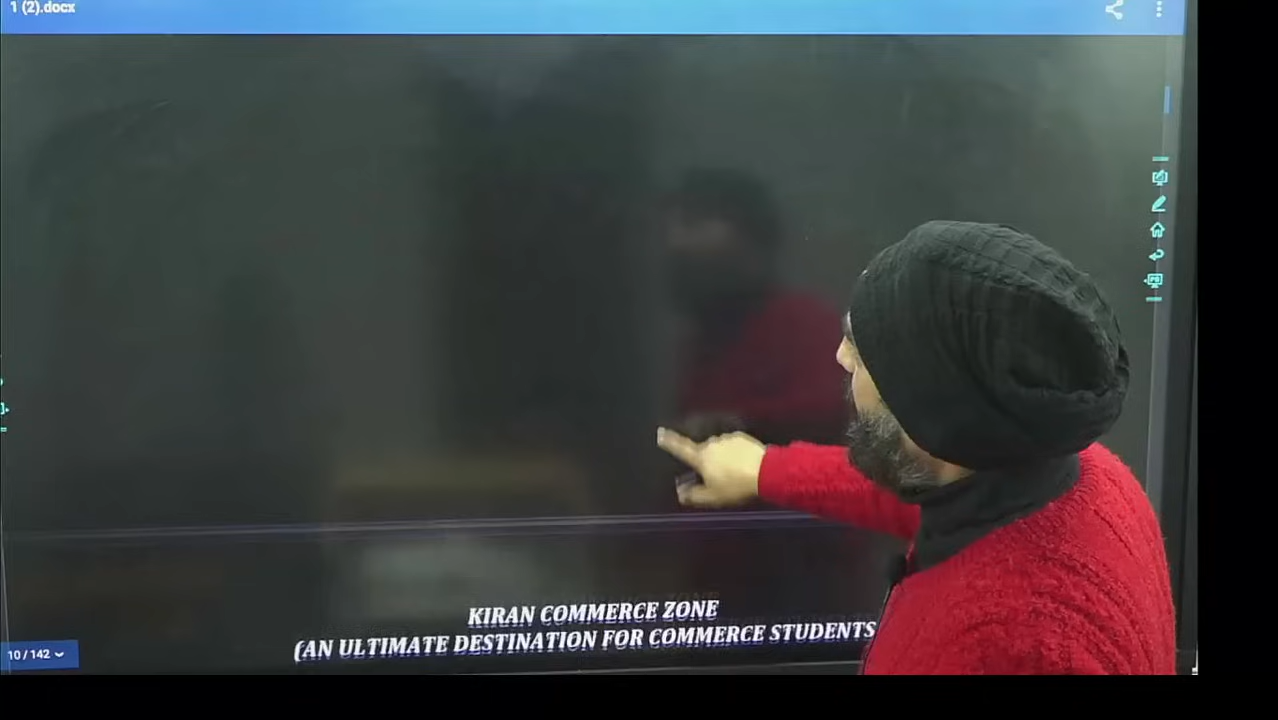 1 (2).docx
KIRAN COMMERCE ZONE
(AN ULTIMATE DESTINATION FOR COMMERCE STUDENTS
10 / 142